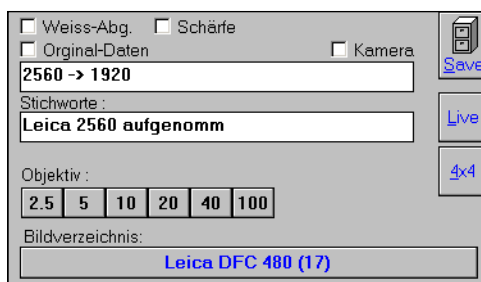 Weiss-Abg. Schärfe
Orginal-Daten Kamera
Save
2560 -> 1920
Stichworte :
Leica 2560 aufgenomm
Live
Objektiv :
4x4
2.5 5 10 20 40 100
Bildverzeichnis:
Leica DFC 480 (17)